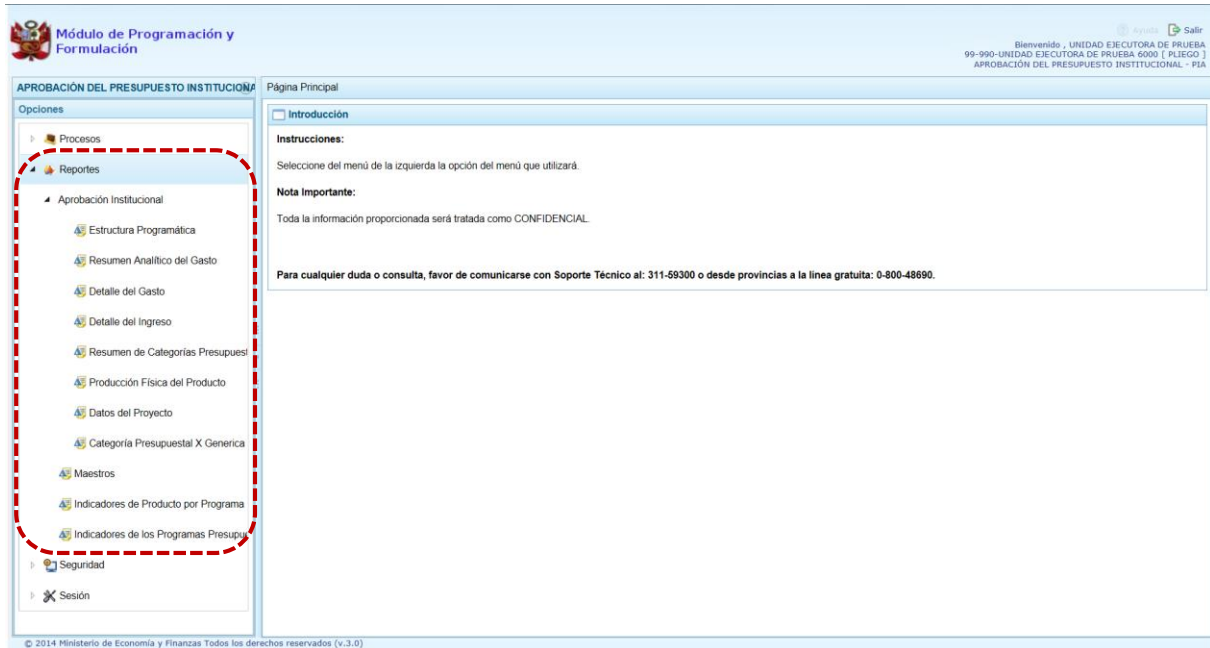 Módulo de Programación y
Formulación
Ayuda Salir
Bienvenido , UNIDAD EJECUTORA DE PRUEBA
99-990-UNIDAD EJECUTORA DE PRUEBA 6000 [ PLIEGO ]
APROBACIÓN DEL PRESUPUESTO INSTITUCIONAL - PIA
APROBACIÓN DEL PRESUPUESTO INSTITUCIONA
Página Principal
Opciones
Procesos
Reportes
Aprobación Institucional
Estructura Programática
Resumen Analítico del Gasto
Detalle del Gasto
Detalle del Ingreso
Resumen de Categorías Presupuest
Producción Física del Producto
Datos del Proyecto
Categoría Presupuestal X Generica
Maestros
Indicadores de Producto por Programa
Indicadores de los Programas Presupu
Seguridad
Sesión
Introducción
Instrucciones:
Seleccione del menú de la izquierda la opción del menú que utilizará.
Nota Importante:
Toda la información proporcionada será tratada como CONFIDENCIAL.
Para cualquier duda o consulta, favor de comunicarse con Soporte Técnico al: 311-59300 o desde provincias a la linea gratuita: 0-800-48690.
© 2014 Ministerio de Economía y Finanzas Todos los derechos reservados (v.3.0)